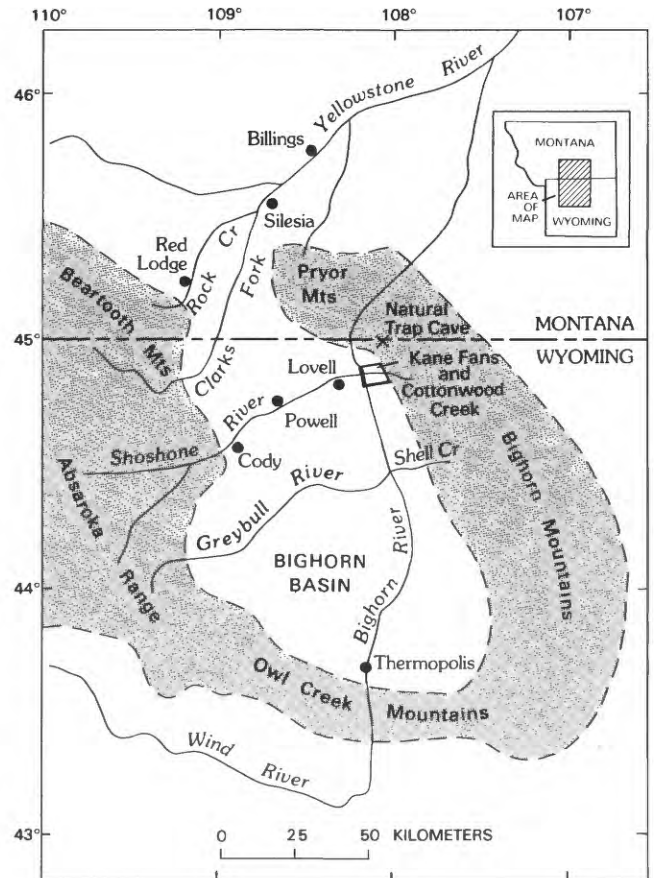 110°
109°
108°
107°
46°
Yellowstone River
Billings
MONTANA
AREA
OF
MAP
WYOMING
Silesia
Rock Cr
Red
Lodge
Fork
Clarks
Pryor
Mts
Beartooth Mts
Natural
Trap Cave
45°
MONTANA
WYOMING
Kane Fans
and
Cottonwood
Creek
Lovell
Powell
Shoshone River
Cody
Shell Cr
Greybull River
Absaroka
Range
Bighorn
Mountains
BIGHORN
BASIN
Bighorn River
44°
Thermopolis
Owl Creek Mountains
Wind River
43°
0 25 50 KILOMETERS